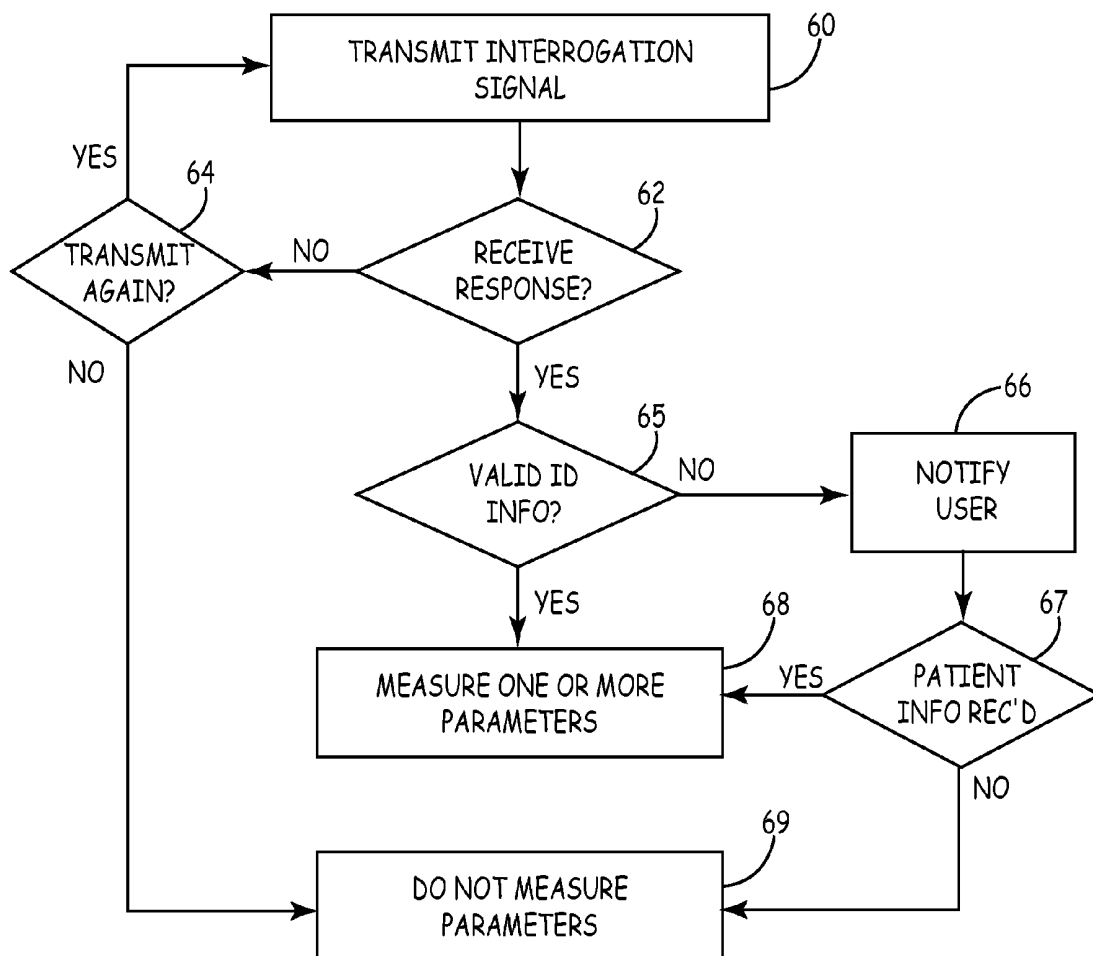 60
TRANSMIT INTERROGATION
SIGNAL
YES
64
62
TRANSMIT
AGAIN?
NO
RECEIVE
RESPONSE?
NO
YES
66
65
VALID ID
INFO?
NO
NOTIFY
USER
YES
68
67
MEASURE ONE OR MORE
PARAMETERS
YES
PATIENT
INFO REC'D
NO
69
DO NOT MEASURE
PARAMETERS